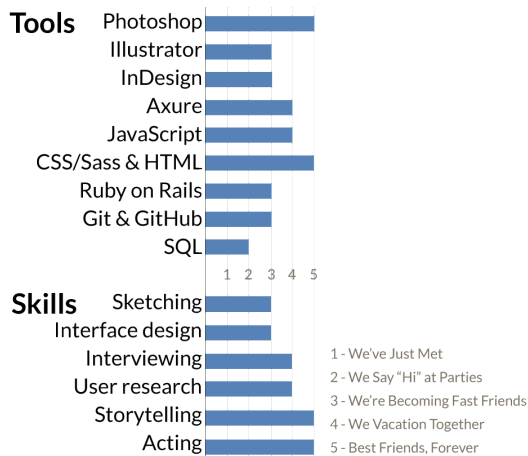 Tools
Photoshop
Illustrator
InDesign
Axure
JavaScript
CSS/Sass & HTML
Ruby on Rails
Git & GitHub
SQL
1 2 3 4 5
Skills
Sketching
Interface design
Interviewing
User research
Storytelling
Acting
1 - We've Just Met
2 - We Say “Hi” at Parties
3 - We're Becoming Fast Friends
4 - We Vacation Together
5 - Best Friends, Forever